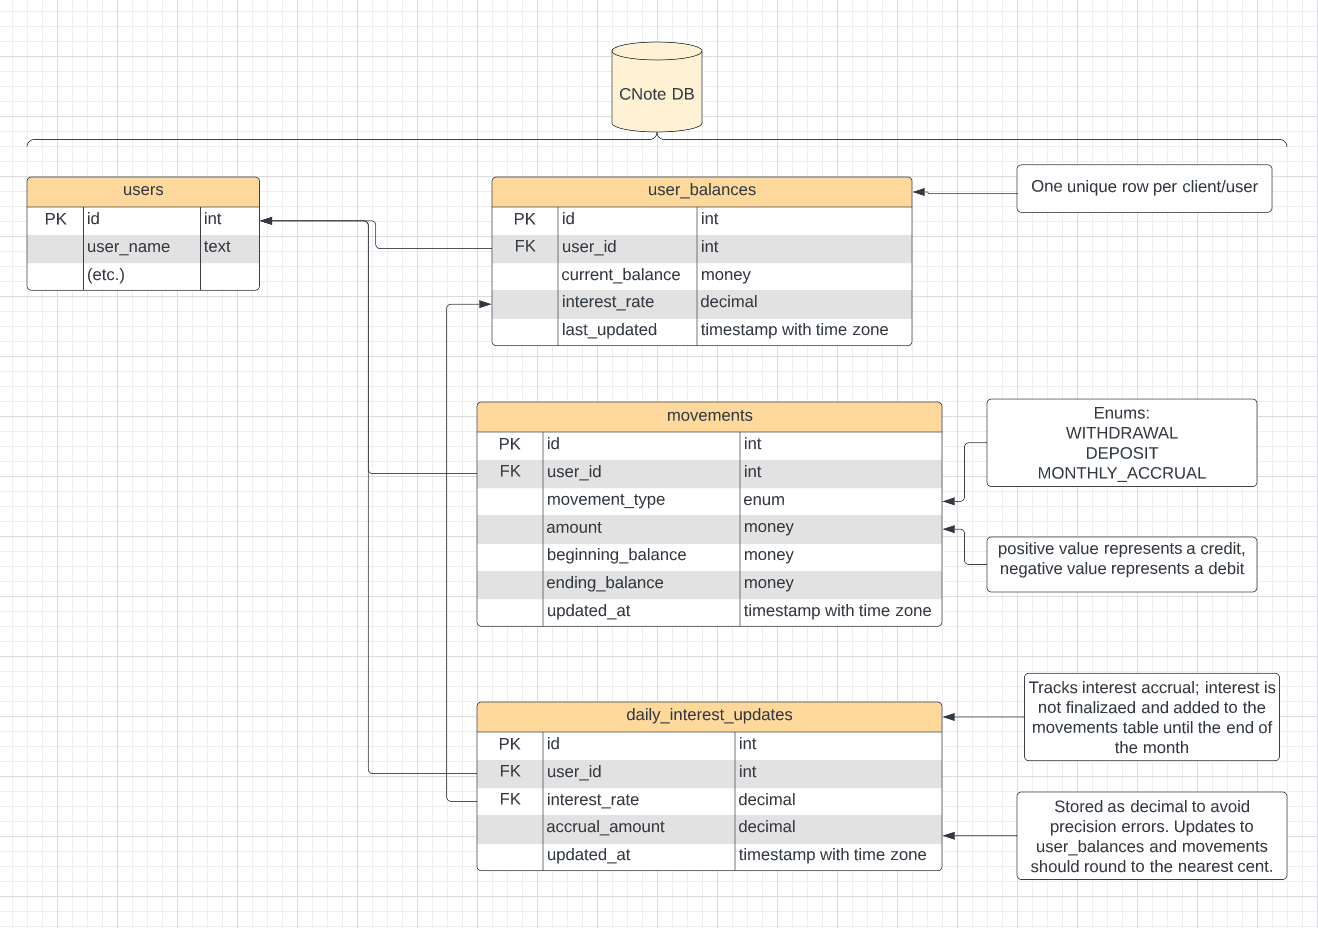 CNote DB
users
PK id int
user_name text
(etc.)
user_balances
PK id int
FK user_id int
current_balance money
interest_rate decimal
last_updated timestamp with time zone
One unique row per client/user
movements
PK id int
FK user_id int
movement_type enum
amount money
beginning_balance money
ending_balance money
updated_at timestamp with time zone
Enums:
WITHDRAWAL
DEPOSIT
MONTHLY_ACCRUAL
positive value represents a credit,
negative value represents a debit
daily_interest_updates
PK id int
FK user_id int
FK interest_rate decimal
accrual_amount decimal
updated_at timestamp with time zone
Tracks interest accrual; interest is
not finalizaed and added to the
movements table until the end of
the month
Stored as decimal to avoid
precision errors. Updates to
user_balances and movements
should round to the nearest cent.